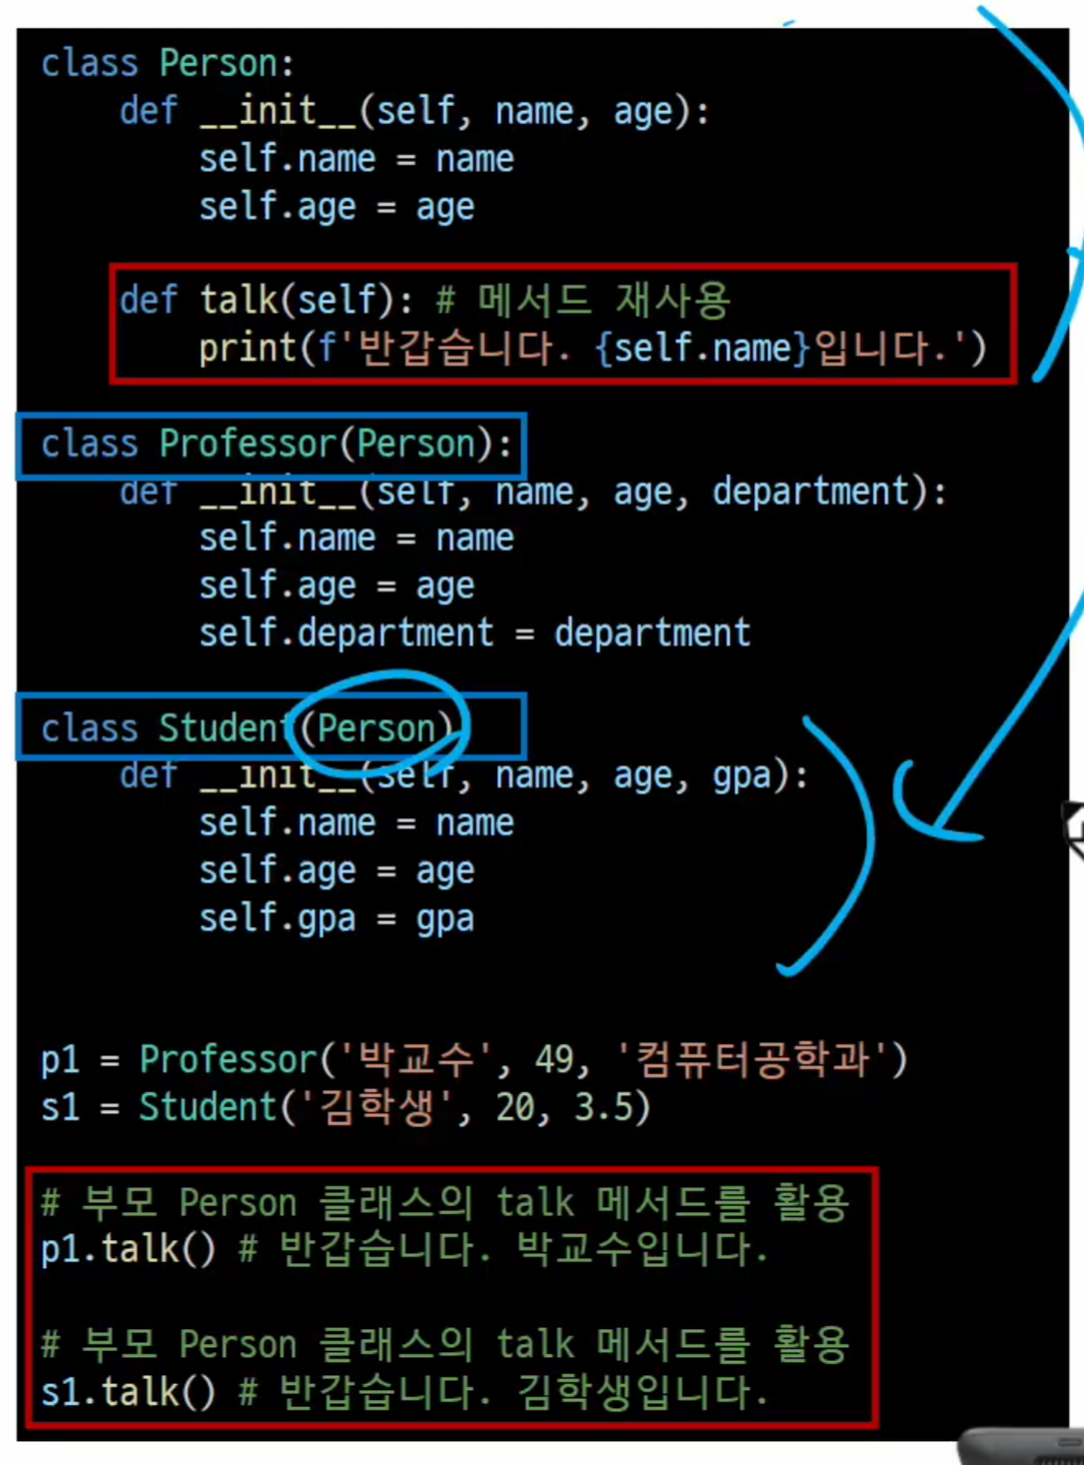 class Person:
    def __init__(self, name, age):
        self.name = name
        self.age = age

    def talk(self): # 메서드 재사용
        print(f'반갑습니다. {self.name}입니다.')

class Professor(Person):
    def __init__(self, name, age, department):
        self.name = name
        self.age = age
        self.department = department

class Student(Person)
    def __init__(self, name, age, gpa):
        self.name = name
        self.age = age
        self.gpa = gpa

p1 = Professor('박교수', 49, '컴퓨터공학과')
s1 = Student('김학생', 20, 3.5)

# 부모 Person 클래스의 talk 메서드를 활용
p1.talk() # 반갑습니다. 박교수입니다.

# 부모 Person 클래스의 talk 메서드를 활용
s1.talk() # 반갑습니다. 김학생입니다.